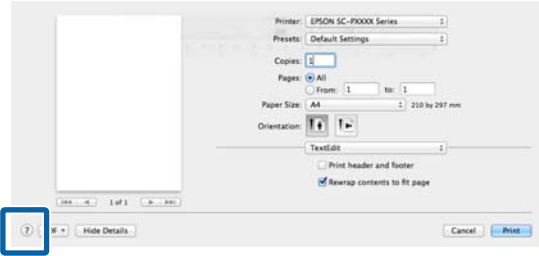 Printer: EPSON SC-PXXXX Series
Presets: Default Settings
Copies: 1
Pages: All
From: 1 to: 1
Paper Size: A4 210 by 297 mm
Orientation:
TextEdit
Print header and footer
Rewrap contents to fit page
1 of 1
? DF Hide Details Cancel Print